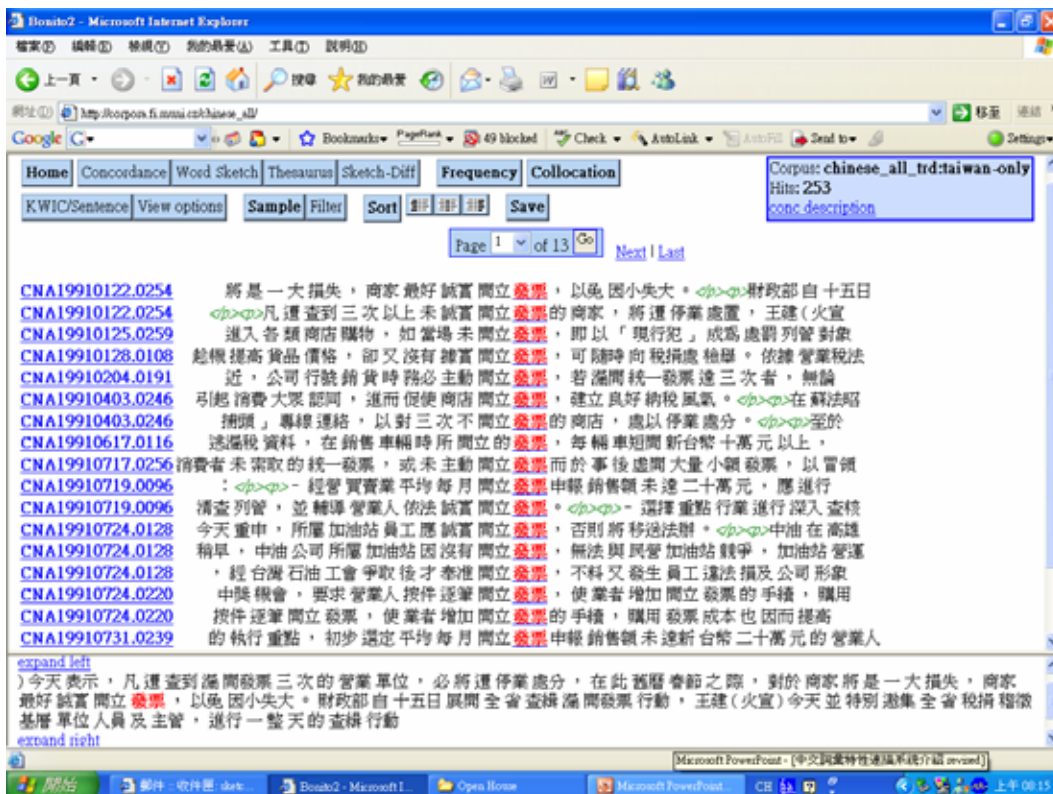 Bonito2 - Microsoft Internet Explorer
檔案(F) 編輯(E) 檢視(V) 我的最愛(A) 工具(T) 說明(H)
上一頁 搜尋 我的最愛
網址(D) 移至 連結
Google Bookmarks PageRank 49 blocked Check AutoLink AutoFill Send to Settings
Home Concordance Word Sketch Thesaurus Sketch-Diff Frequency Collocation
Corpus: chinese_all_trd:taiwan-only
Hits: 253
KWIC/Sentence View options Sample Filter Sort Save
conc description
Page 1 of 13 Go Next | Last
CNA19910122.0254 將是一大損失，商家最好誠實開立發票，以免因小失大。<p><p>財政部自十五日
CNA19910122.0254 <p><p>凡遭查到三次以上未誠實開立發票的商家，將遭停業處置，王建(火宣
CNA19910125.0259 進入各類商店購物，如當場未開立發票，即以「現行犯」成為處罰列管對象
CNA19910128.0108 趁機提高貨品價格，卻又沒有據實開立發票，可隨時向稅捐處檢舉。依據營業稅法
CNA19910204.0191 近，公司行號銷貨時務必主動開立發票，若漏開統一發票達三次者，無論
CNA19910403.0246 引起消費大眾認同，進而促使商店開立發票，建立良好納稅風氣。<p><p>在蘇法昭
CNA19910403.0246 捕頭」專線連絡，以對三次不開立發票的商店，處以停業處分。<p><p>至於
CNA19910617.0116 逃漏稅資料，在銷售車輛時所開立的發票，每輛車短開新台幣十萬元以上，
CNA19910717.0256 消費者未索取的統一發票，或未主動開立發票而於事後虛開大量小額發票，以冒領
CNA19910719.0096 ：<p><p>- 經營買賣業平均每月開立發票申報銷售額未達二十萬元，應進行
CNA19910719.0096 清查列管，並輔導營業人依法誠實開立發票。<p><p>- 選擇重點行業進行深入查核
CNA19910724.0128 今天重申，所屬加油站員工應誠實開立發票，否則將移送法辦。<p><p>中油在高雄
CNA19910724.0128 稍早，中油公司所屬加油站因沒有開立發票，無法與民營加油站競爭，加油站營運
CNA19910724.0128 ，經台灣石油工會爭取後才奉准開立發票，不料又發生員工違法損及公司形象
CNA19910724.0220 中獎機會，要求營業人按件逐筆開立發票，使業者增加開立發票的手續，購用
CNA19910724.0220 按件逐筆開立發票，使業者增加開立發票的手續，購用發票成本也因而提高
CNA19910731.0239 的執行重點，初步選定平均每月開立發票申報銷售額未達新台幣二十萬元的營業人
expand left
)今天表示，凡遭查到漏開發票三次的營業單位，必將遭停業處分，在此舊曆春節之際，對於商家將是一大損失，商家
最好誠實開立發票，以免因小失大。財政部自十五日展開全省查緝漏開發票行動，王建(火宣)今天並特別邀集全省稅捐稽徵
基層單位人員及主管，進行一整天的查緝行動
expand right
Microsoft PowerPoint - [中文詞彙特性速描系統介紹 revised]
開始 郵件 - 收件匣 - sket... Bonito2 - Microsoft I... Open House Microsoft PowerPoint... CH 上午 00:15